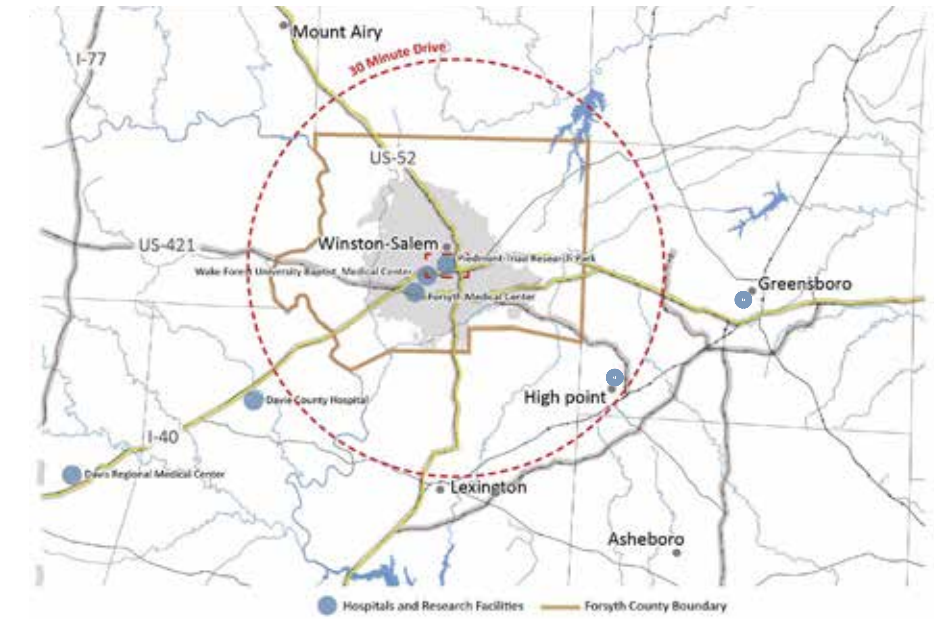 Mount Airy
30 Minute Drive
I-77
US-52
US-421
Winston-Salem
Piedmont-Triad Research Park
Wake Forest University Baptist Medical Center
Forsyth Medical Center
Greensboro
High point
Davie County Hospital
I-40
Davis Regional Medical Center
Lexington
Asheboro
Hospitals and Research Facilities
Forsyth County Boundary